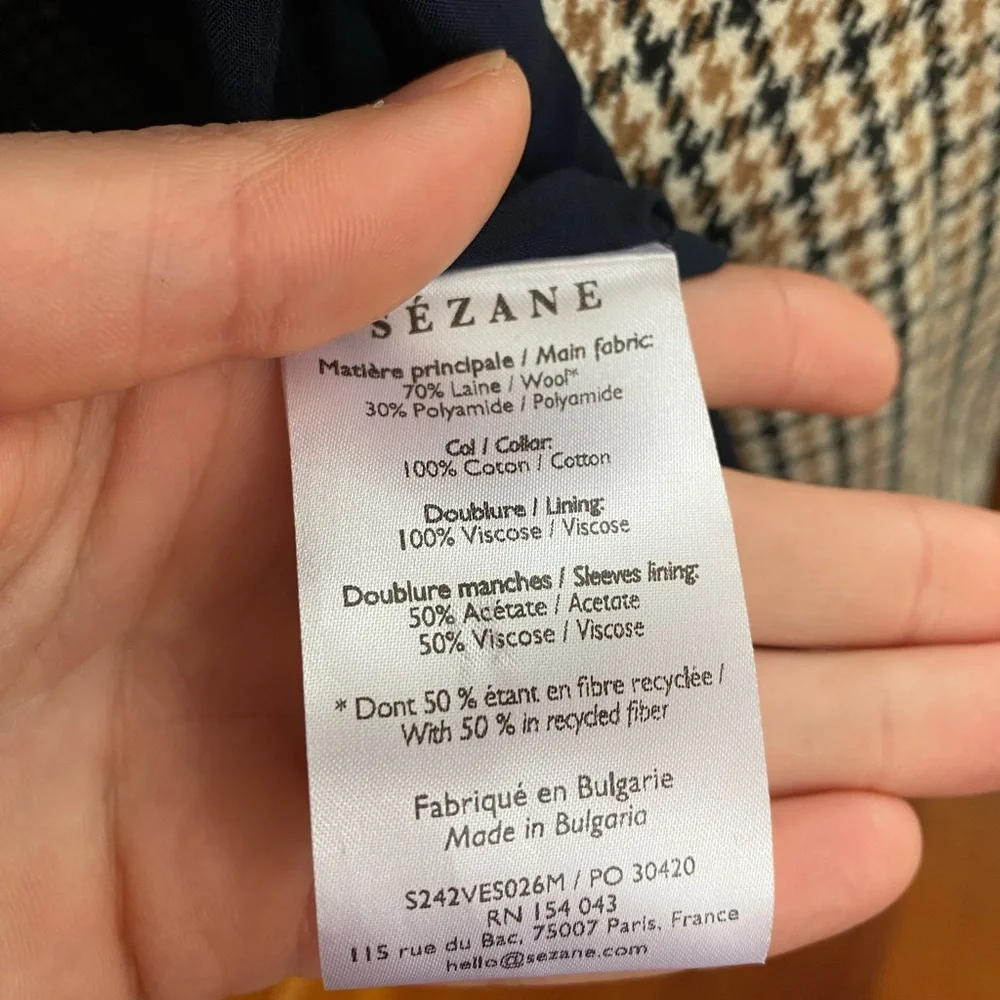 SÉZANE
Matière principale / Main fabric:
70% Laine / Wool*
30% Polyamide / Polyamide
Col / Collar:
100% Coton / Cotton
Doublure / Lining:
100% Viscose / Viscose
Doublure manches / Sleeves lining:
50% Acétate / Acetate
50% Viscose / Viscose
* Dont 50 % étant en fibre recyclée /
With 50 % in recycled fiber
Fabriqué en Bulgarie
Made in Bulgaria
S242VES026M / PO 30420
RN 154 043
115 rue du Bac, 75007 Paris, France
hello@sezane.com